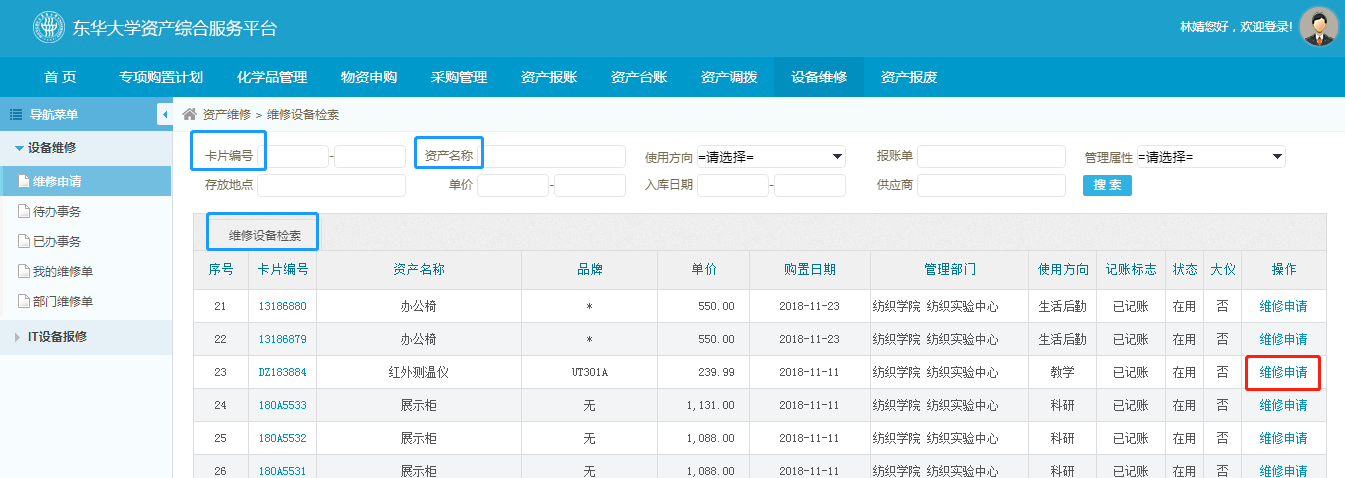 东华大学资产综合服务平台
林婧您好，欢迎登录!
首 页 专项购置计划 化学品管理 物资申购 采购管理 资产报账 资产台账 资产调拨 设备维修 资产报废
导航菜单
设备维修
维修申请
待办事务
已办事务
我的维修单
部门维修单
IT设备报修
资产维修 > 维修设备检索
卡片编号 - 资产名称 使用方向 =请选择= 报账单 管理属性 =请选择=
存放地点 单价 - 入库日期 - 供应商 搜 索
维修设备检索
序号 卡片编号 资产名称 品牌 单价 购置日期 管理部门 使用方向 记账标志 状态 大仪 操作
21 13186880 办公椅 * 550.00 2018-11-23 纺织学院 纺织实验中心 生活后勤 已记账 在用 否 维修申请
22 13186879 办公椅 * 550.00 2018-11-23 纺织学院 纺织实验中心 生活后勤 已记账 在用 否 维修申请
23 DZ183884 红外测温仪 UT301A 239.99 2018-11-11 纺织学院 纺织实验中心 教学 已记账 在用 否 维修申请
24 180A5533 展示柜 无 1,131.00 2018-11-11 纺织学院 纺织实验中心 科研 已记账 在用 否 维修申请
25 180A5532 展示柜 无 1,088.00 2018-11-11 纺织学院 纺织实验中心 科研 已记账 在用 否 维修申请
26 180A5531 展示柜 无 1,088.00 2018-11-11 纺织学院 纺织实验中心 科研 已记账 在用 否 维修申请